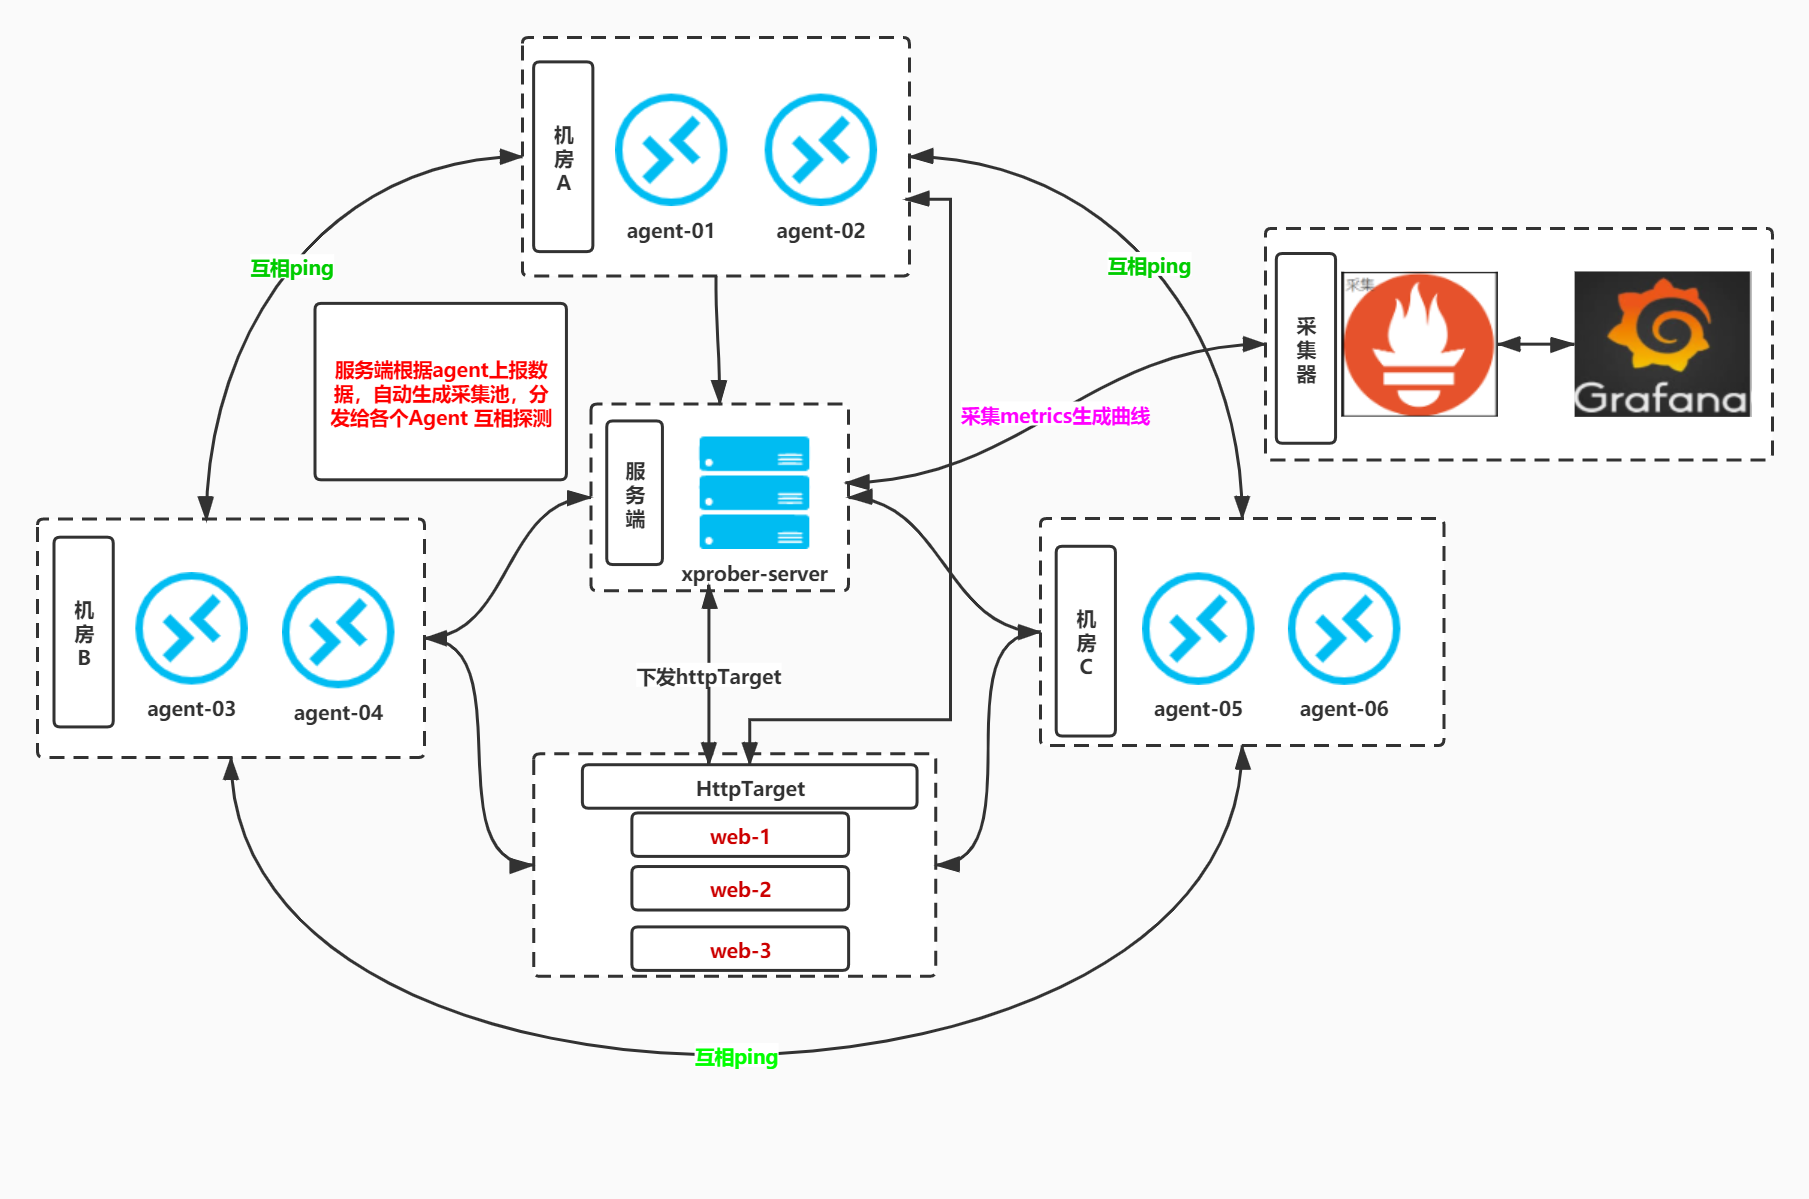 机
房
A
agent-01
agent-02
互相ping
互相ping
服务端根据agent上报数
据，自动生成采集池，分
发给各个Agent 互相探测
采
集
器
采集
Grafana
采集metrics生成曲线
服
务
端
xprober-server
机
房
B
agent-03
agent-04
机
房
C
agent-05
agent-06
下发httpTarget
HttpTarget
web-1
web-2
web-3
互相ping